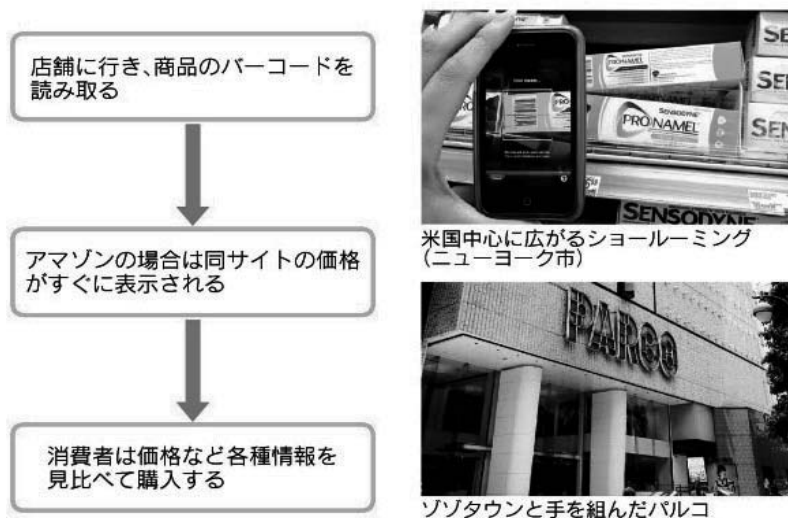 店舗に行き、商品のバーコードを
読み取る
アマゾンの場合は同サイトの価格
がすぐに表示される
消費者は価格など各種情報を
見比べて購入する
SENSODYNE
PRONAMEL
PRONAMEL
SENSODYNE
米国中心に広がるショールーミング
(ニューヨーク市)
PARCO
ゾゾタウンと手を組んだパルコ